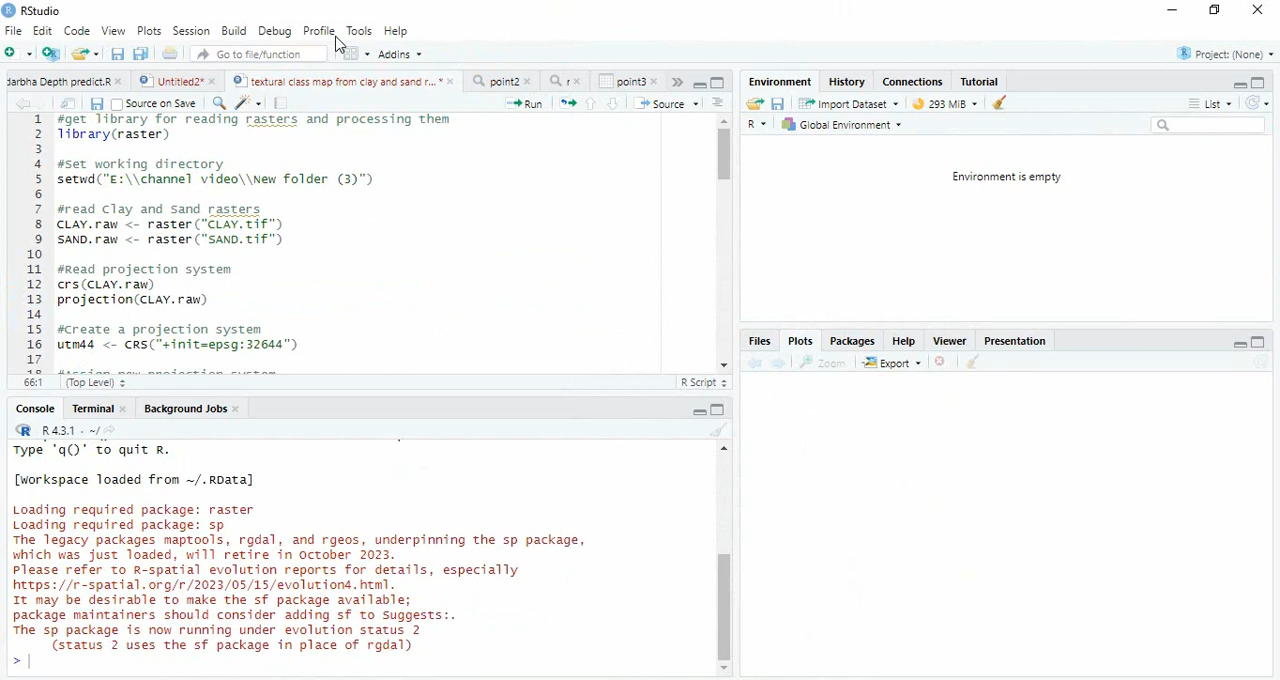 RStudio
File Edit Code View Plots Session Build Debug Profile Tools Help
Go to file/function Addins Project: (None)
darbha Depth predict.R Untitled2* textural class map from clay and sand r...* point2 r point3
Source on Save Run Source
1 #get library for reading rasters and processing them
2 library(raster)
3
4 #Set working directory
5 setwd("E:\\channel video\\New folder (3)")
6
7 #read Clay and Sand rasters
8 CLAY.raw <- raster("CLAY.tif")
9 SAND.raw <- raster("SAND.tif")
10
11 #Read projection system
12 crs(CLAY.raw)
13 projection(CLAY.raw)
14
15 #Create a projection system
16 utm44 <- CRS("+init=epsg:32644")
17
18 #Assign new projection system
66:1 (Top Level) R Script
Console Terminal Background Jobs
R 4.3.1 · ~/
Type 'q()' to quit R.
[Workspace loaded from ~/.RData]
Loading required package: raster
Loading required package: sp
The legacy packages maptools, rgdal, and rgeos, underpinning the sp package,
which was just loaded, will retire in October 2023.
Please refer to R-spatial evolution reports for details, especially
https://r-spatial.org/r/2023/05/15/evolution4.html.
It may be desirable to make the sf package available;
package maintainers should consider adding sf to Suggests:.
The sp package is now running under evolution status 2
(status 2 uses the sf package in place of rgdal)
>
Environment History Connections Tutorial
Import Dataset 293 MiB List
R Global Environment
Environment is empty
Files Plots Packages Help Viewer Presentation
Zoom Export